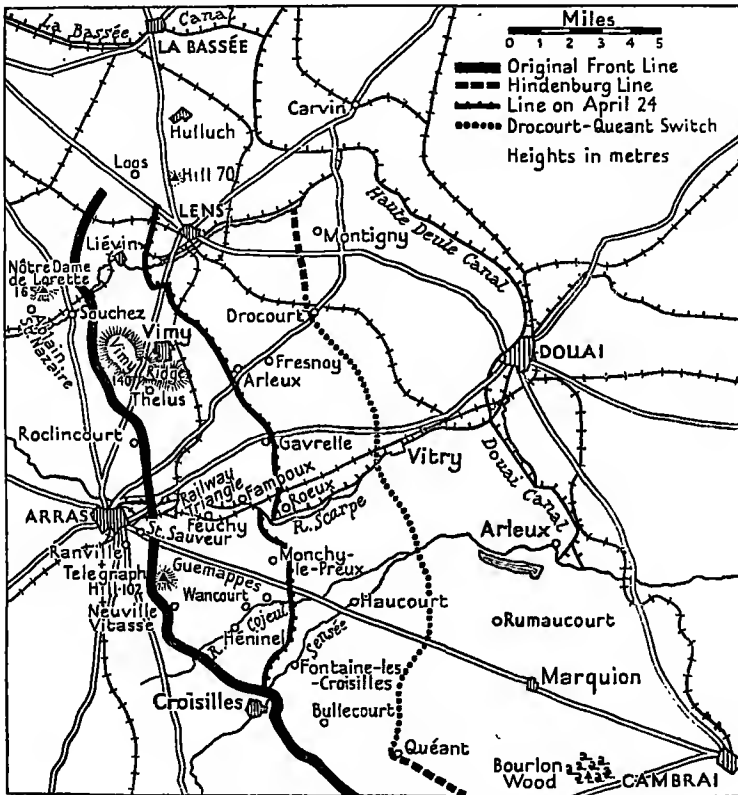 La Bassée Canal
LA BASSÉE
Miles
0 1 2 3 4 5
Original Front Line
Hindenburg Line
Line on April 24
Drocourt-Queant Switch
Heights in metres
Carvin
Hulluch
Loos
Hill 70
LENS
Haute Deule Canal
Montigny
Liévin
Nôtre Dame
de Lorette
165
Souchez
Ablain
St. Nazaire
Vimy
Vimy
Ridge
140
Thelus
Drocourt
Fresnoy
Arleux
DOUAI
Roclincourt
Gavrelle
Vitry
Douai Canal
Railway
Triangle
Fampoux
Roeux
R. Scarpe
ARRAS
Feuchy
St. Sauveur
Arleux
Ranville
Monchy-
le-Preux
Telegraph
Hill 102
Guemappes
Wancourt
Haucourt
Neuville
Vitasse
R. Cojeul
Héninel
Sensée
Rumaucourt
Fontaine-les
-Croisilles
Marquion
Croisilles
Bullecourt
Quéant
Bourlon
Wood
CAMBRAI